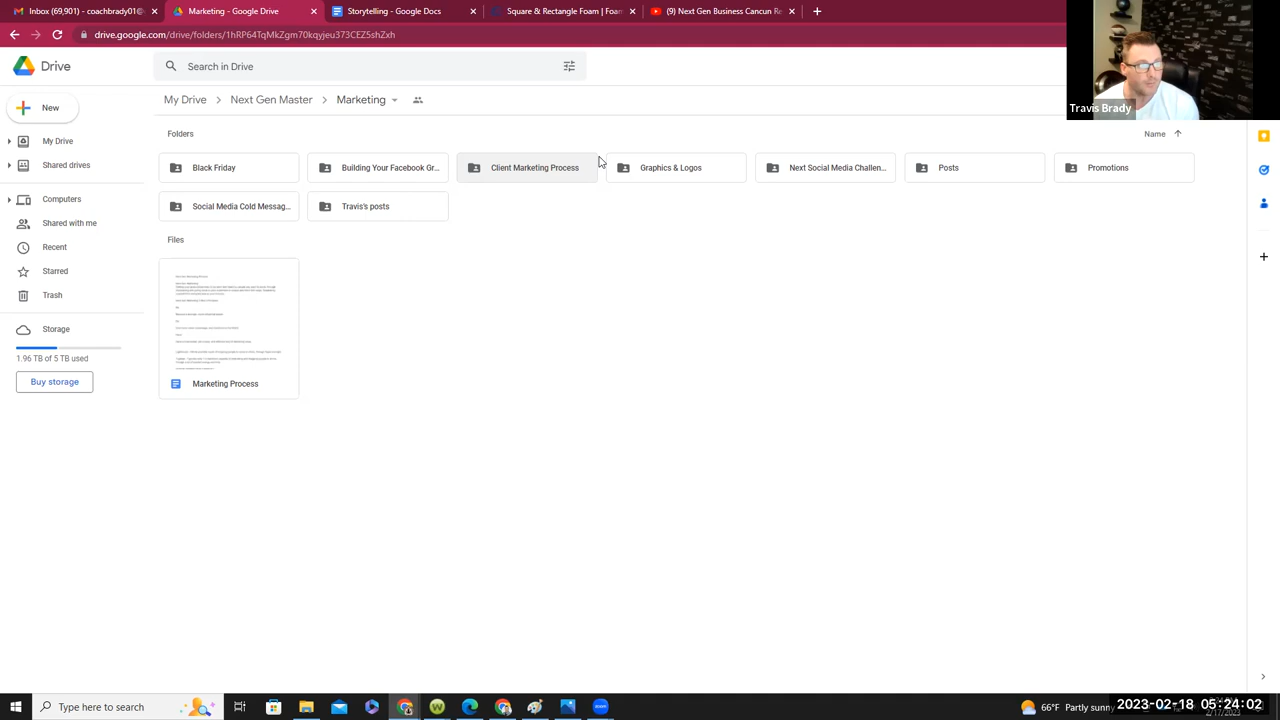 Inbox (69,901) - coachbrady01@
Marketing - Google Drive
Storytelling - Google Docs
Square & Rectangle Foam | Foam
(9) Next Gen Business Cancun Re
drive.google.com/drive/folders/1hRP64TqMkZgm70kqyjeu373CEZ5shZxh
Drive
Search in Drive
New
My Drive > Next Gen Master > Marketing
Travis Brady
Folders
Name
My Drive
Shared drives
Computers
Shared with me
Recent
Starred
Trash
Storage
1.96 TB of 5 TB used
Buy storage
Black Friday
Building Your Facebook Gr...
Client Marketing Process
Graphics & Logos
Next Social Media Challen...
Posts
Promotions
Social Media Cold Messag...
Travis's posts
Files
Marketing Process
Type here to search
66°F Partly sunny
2023-02-18 05:24:02